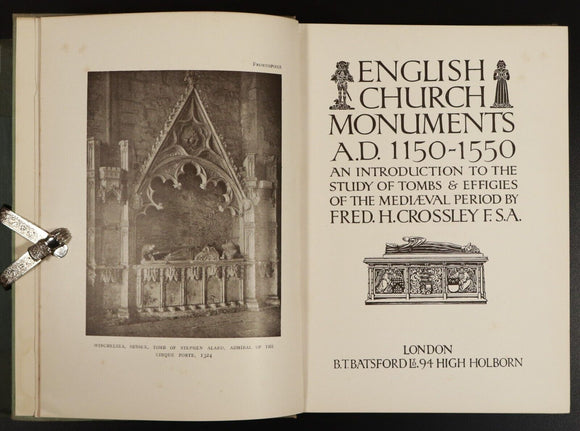 FRONTISPIECE
WINCHELSEA, SUSSEX, TOMB OF STEPHEN ALARD, ADMIRAL OF THE
CINQUE PORTS, 1324
ENGLISH
CHURCH
MONUMENTS
A.D. 1150-1550
AN INTRODUCTION TO THE
STUDY OF TOMBS & EFFIGIES
OF THE MEDIÆVAL PERIOD BY
FRED. H. CROSSLEY F.S.A.
LONDON
B.T. BATSFORD Ld. 94 HIGH HOLBORN